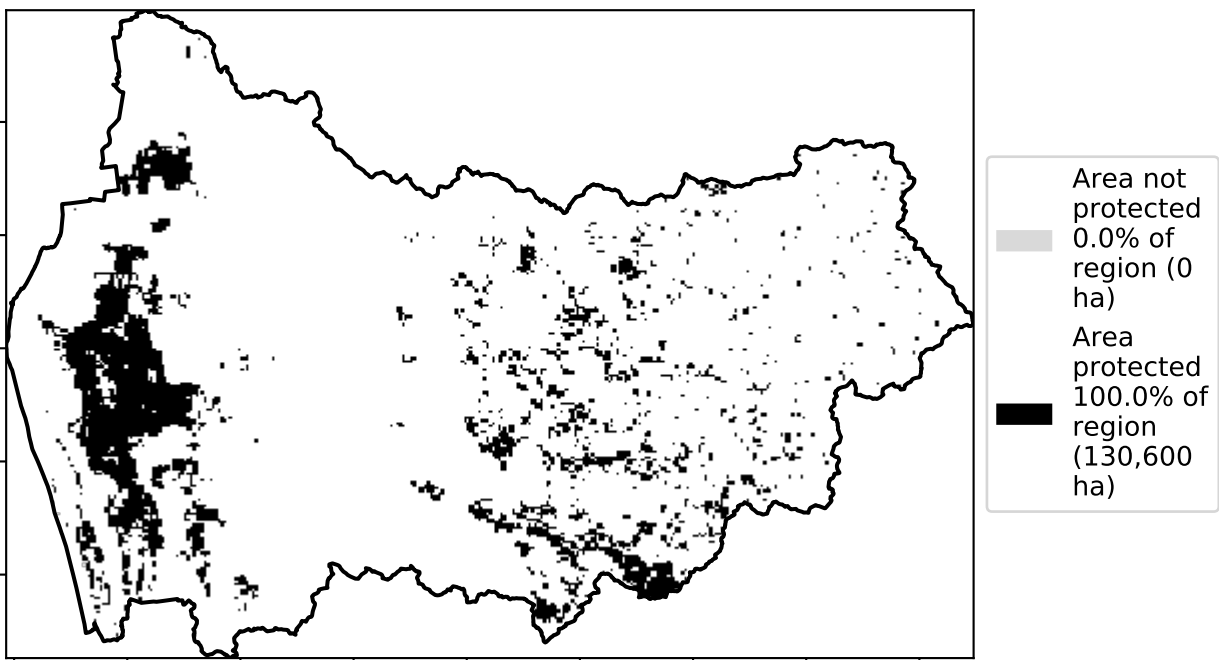 Area not
protected
0.0% of
region (0
ha)
Area
protected
100.0% of
region
(130,600
ha)